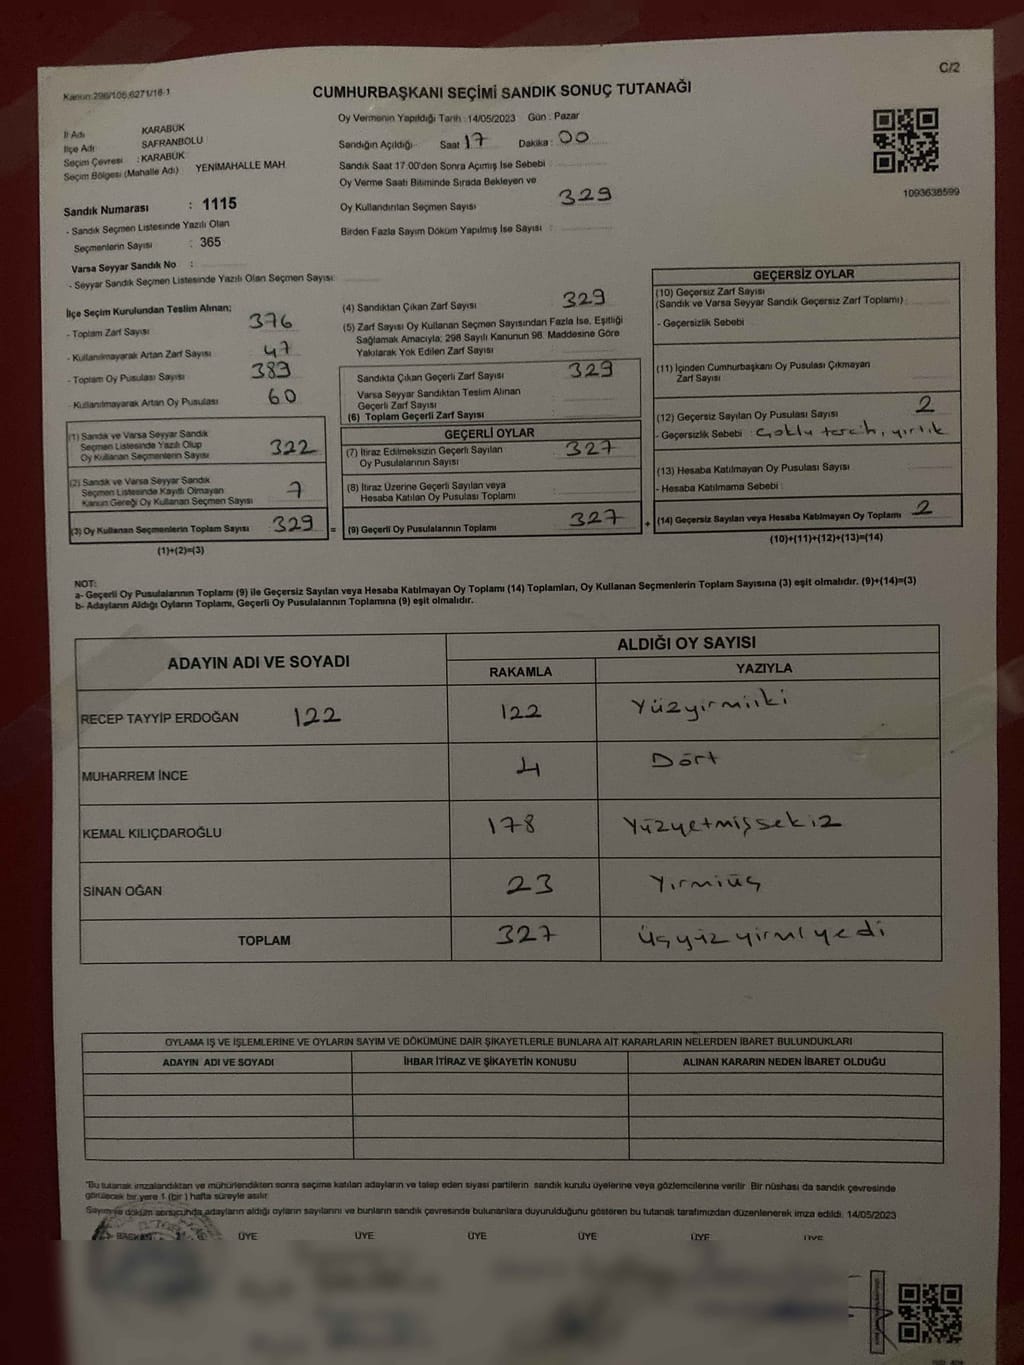 C/2
Kanun:298/105,6271/18-1
CUMHURBAŞKANI SEÇİMİ SANDIK SONUÇ TUTANAĞI
İl Adı KARABÜK
İlçe Adı SAFRANBOLU
Seçim Çevresi : KARABÜK
Seçim Bölgesi (Mahalle Adı) YENİMAHALLE MAH
Sandık Numarası : 1115
- Sandık Seçmen Listesinde Yazılı Olan
Seçmenlerin Sayısı : 365
Varsa Seyyar Sandık No :
- Seyyar Sandık Seçmen Listesinde Yazılı Olan Seçmen Sayısı:
Oy Vermenin Yapıldığı Tarih : 14/05/2023 Gün : Pazar
Sandığın Açıldığı Saat 17 Dakika : 00
Sandık Saat 17.00'den Sonra Açılmış İse Sebebi
Oy Verme Saati Bitiminde Sırada Bekleyen ve
Oy Kullandırılan Seçmen Sayısı 329
Birden Fazla Sayım Döküm Yapılmış İse Sayısı :
1093638599
İlçe Seçim Kurulundan Teslim Alınan;
- Toplam Zarf Sayısı 376
- Kullanılmayarak Artan Zarf Sayısı 47
- Toplam Oy Pusulası Sayısı 383
- Kullanılmayarak Artan Oy Pusulası 60
(1) Sandık ve Varsa Seyyar Sandık
Seçmen Listesinde Yazılı Olup
Oy Kullanan Seçmenlerin Sayısı 322
(2) Sandık ve Varsa Seyyar Sandık
Seçmen Listesinde Kayıtlı Olmayan
Kanun Gereği Oy Kullanan Seçmen Sayısı 7
(3) Oy Kullanan Seçmenlerin Toplam Sayısı 329 =
(1)+(2)=(3)
(4) Sandıktan Çıkan Zarf Sayısı 329
(5) Zarf Sayısı Oy Kullanan Seçmen Sayısından Fazla İse, Eşitliği
Sağlamak Amacıyla; 298 Sayılı Kanunun 98. Maddesine Göre
Yakılarak Yok Edilen Zarf Sayısı
Sandıkta Çıkan Geçerli Zarf Sayısı 329
Varsa Seyyar Sandıktan Teslim Alınan
Geçerli Zarf Sayısı
(6) Toplam Geçerli Zarf Sayısı
GEÇERLİ OYLAR
(7) İtiraz Edilmeksizin Geçerli Sayılan
Oy Pusulalarının Sayısı 327
(8) İtiraz Üzerine Geçerli Sayılan veya
Hesaba Katılan Oy Pusulası Toplamı
(9) Geçerli Oy Pusulalarının Toplamı 327 +
GEÇERSİZ OYLAR
(10) Geçersiz Zarf Sayısı
(Sandık ve Varsa Seyyar Sandık Geçersiz Zarf Toplamı)
- Geçersizlik Sebebi
(11) İçinden Cumhurbaşkanı Oy Pusulası Çıkmayan
Zarf Sayısı
(12) Geçersiz Sayılan Oy Pusulası Sayısı 2
- Geçersizlik Sebebi : Çoklu tercih, yırtık
(13) Hesaba Katılmayan Oy Pusulası Sayısı
- Hesaba Katılmama Sebebi
(14) Geçersiz Sayılan veya Hesaba Katılmayan Oy Toplamı 2
(10)+(11)+(12)+(13)=(14)
NOT:
a- Geçerli Oy Pusulalarının Toplamı (9) ile Geçersiz Sayılan veya Hesaba Katılmayan Oy Toplamı (14) Toplamları, Oy Kullanan Seçmenlerin Toplam Sayısına (3) eşit olmalıdır. (9)+(14)=(3)
b- Adayların Aldığı Oyların Toplamı, Geçerli Oy Pusulalarının Toplamına (9) eşit olmalıdır.
ADAYIN ADI VE SOYADI ALDIĞI OY SAYISI
RAKAMLA YAZIYLA
RECEP TAYYİP ERDOĞAN 122 122 Yüzyirmiiki
MUHARREM İNCE 4 Dört
KEMAL KILIÇDAROĞLU 178 Yüzyetmişsekiz
SİNAN OĞAN 23 Yirmiüç
TOPLAM 327 Üçyüzyirmiyedi
OYLAMA İŞ VE İŞLEMLERİNE VE OYLARIN SAYIM VE DÖKÜMÜNE DAİR ŞİKAYETLERLE BUNLARA AİT KARARLARIN NELERDEN İBARET BULUNDUKLARI
ADAYIN ADI VE SOYADI İHBAR İTİRAZ VE ŞİKAYETİN KONUSU ALINAN KARARIN NEDEN İBARET OLDUĞU
"Bu tutanak imzalandıktan ve mühürlendikten sonra seçime katılan adayların ve talep eden siyasi partilerin sandık kurulu üyelerine veya gözlemcilerine verilir. Bir nüshası da sandık çevresinde
görülecek bir yere 1 (bir) hafta süreyle asılır.
Sayım ve döküm sonucunda adayların aldığı oyların sayılarını ve bunların sandık çevresinde bulunanlara duyurulduğunu gösteren bu tutanak tarafımızdan düzenlenerek imza edildi. 14/05/2023
BAŞKAN ÜYE ÜYE ÜYE ÜYE ÜYE ÜYE